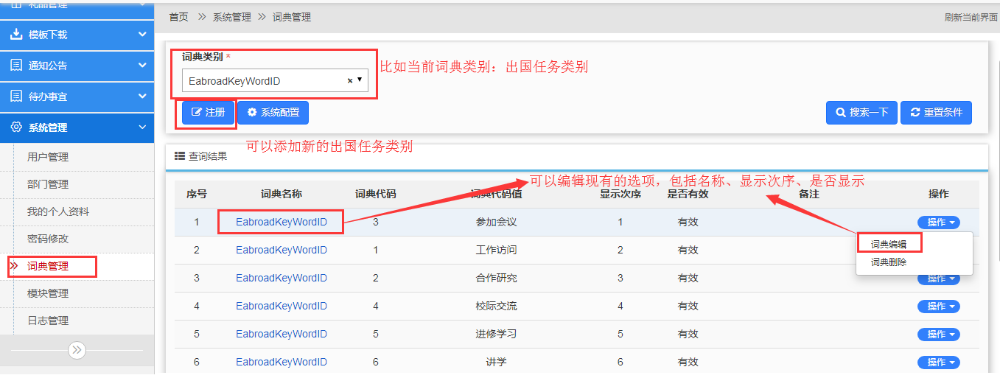 礼品管理
模板下载
通知公告
待办事宜
系统管理
用户管理
部门管理
我的个人资料
密码修改
词典管理
模块管理
日志管理
首页 系统管理 词典管理
刷新当前界面
词典类别 *
EabroadKeyWordID ×
比如当前词典类别：出国任务类别
注册 系统配置 搜索一下 重置条件
可以添加新的出国任务类别
查询结果
可以编辑现有的选项，包括名称、显示次序、是否显示
序号 词典名称 词典代码 词典代码值 显示次序 是否有效 备注 操作
1 EabroadKeyWordID 3 参加会议 1 有效 操作
词典编辑
词典删除
2 EabroadKeyWordID 1 工作访问 2 有效
3 EabroadKeyWordID 2 合作研究 3 有效 操作
4 EabroadKeyWordID 4 校际交流 4 有效 操作
5 EabroadKeyWordID 5 进修学习 5 有效 操作
6 EabroadKeyWordID 6 讲学 6 有效 操作